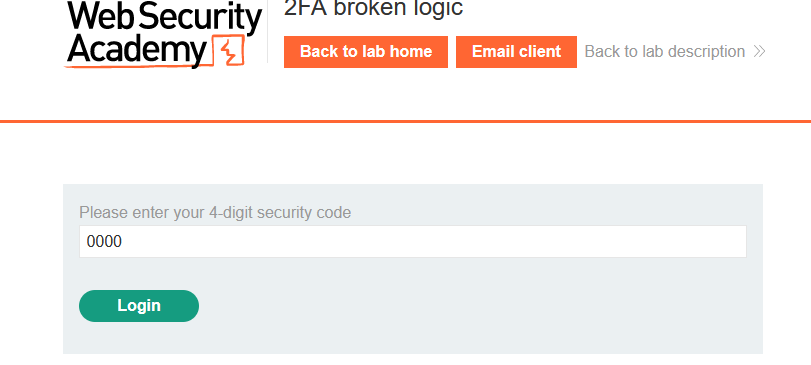 Web Security
Academy
2FA broken logic
Back to lab home
Email client
Back to lab description
Please enter your 4-digit security code
0000
Login